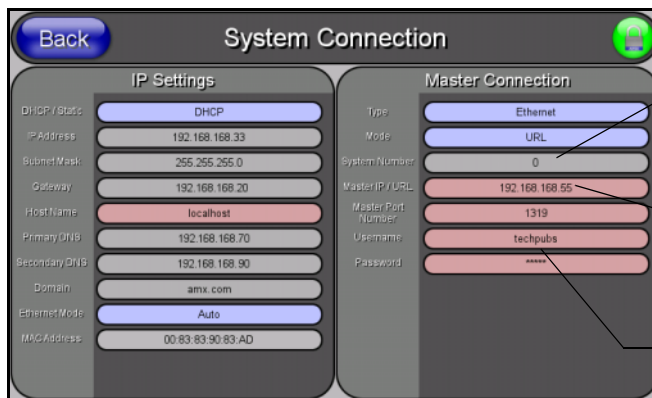 Back
System Connection
IP Settings
DHCP / Static DHCP
IP Address 192.168.168.33
Subnet Mask 255.255.255.0
Gateway 192.168.168.20
Host Name localhost
Primary DNS 192.168.168.70
Secondary DNS 192.168.168.90
Domain amx.com
Ethernet Mode Auto
MAC Address 00:83:83:90:83:AD
Master Connection
Type Ethernet
Mode URL
System Number 0
Master IP / URL 192.168.168.55
Master Port
Number 1319
Username techpubs
Password *****